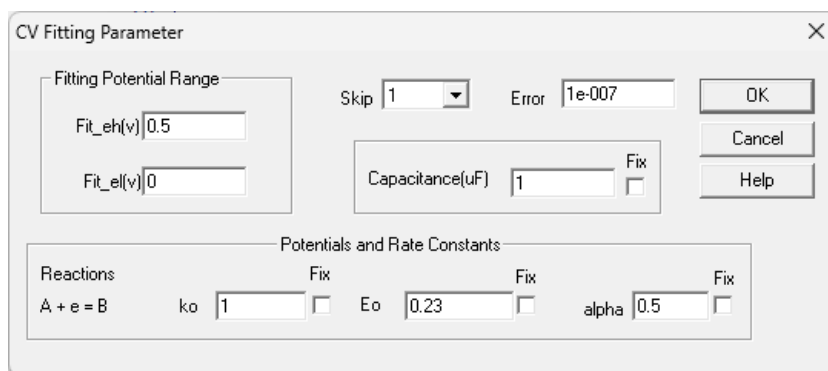 CV Fitting Parameter
Fitting Potential Range
Fit_eh(v) 0.5
Fit_el(v) 0
Skip 1
Error 1e-007
Capacitance(uF) 1
Fix
OK
Cancel
Help
Potentials and Rate Constants
Reactions Fix Fix Fix
A + e = B ko 1 Eo 0.23 alpha 0.5